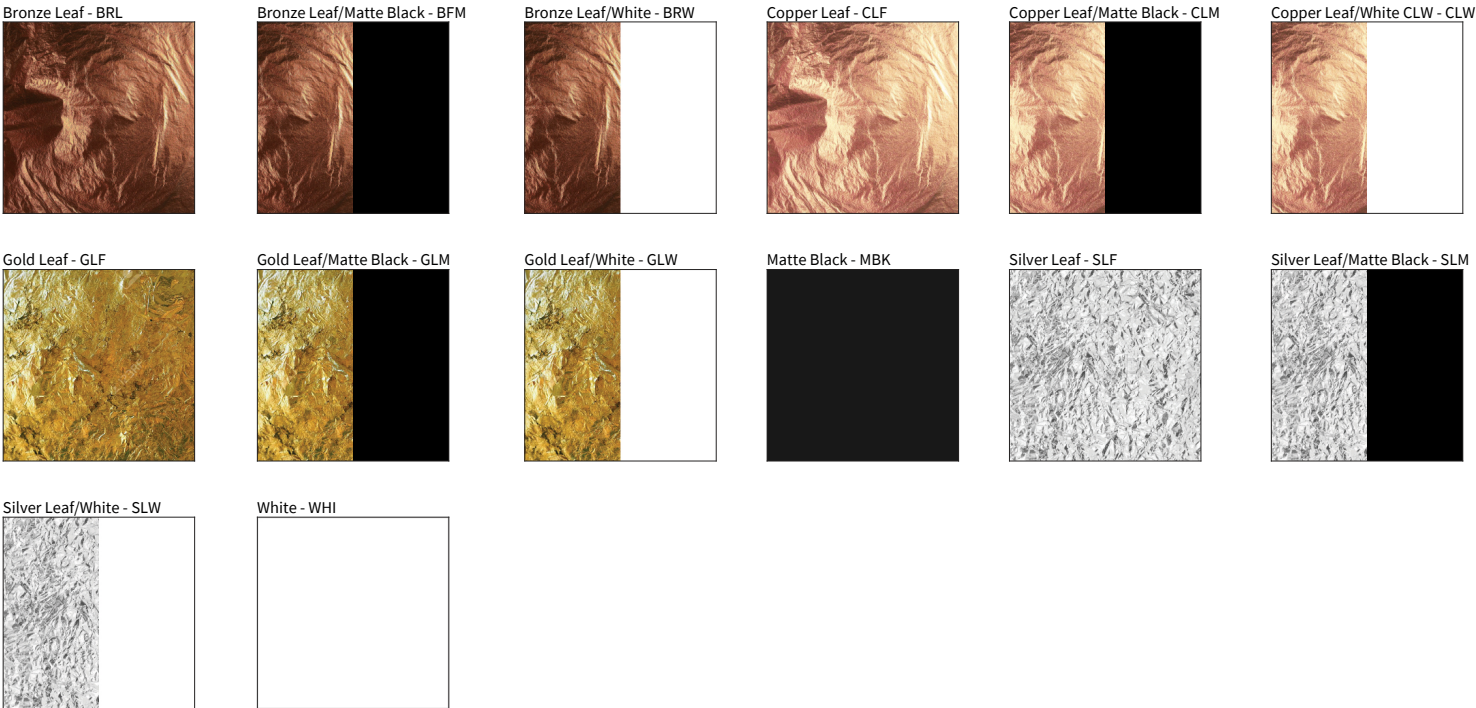 Bronze Leaf - BRL
Bronze Leaf/Matte Black - BFM
Bronze Leaf/White - BRW
Copper Leaf - CLF
Copper Leaf/Matte Black - CLM
Copper Leaf/White CLW - CLW
Gold Leaf - GLF
Gold Leaf/Matte Black - GLM
Gold Leaf/White - GLW
Matte Black - MBK
Silver Leaf - SLF
Silver Leaf/Matte Black - SLM
Silver Leaf/White - SLW
White - WHI